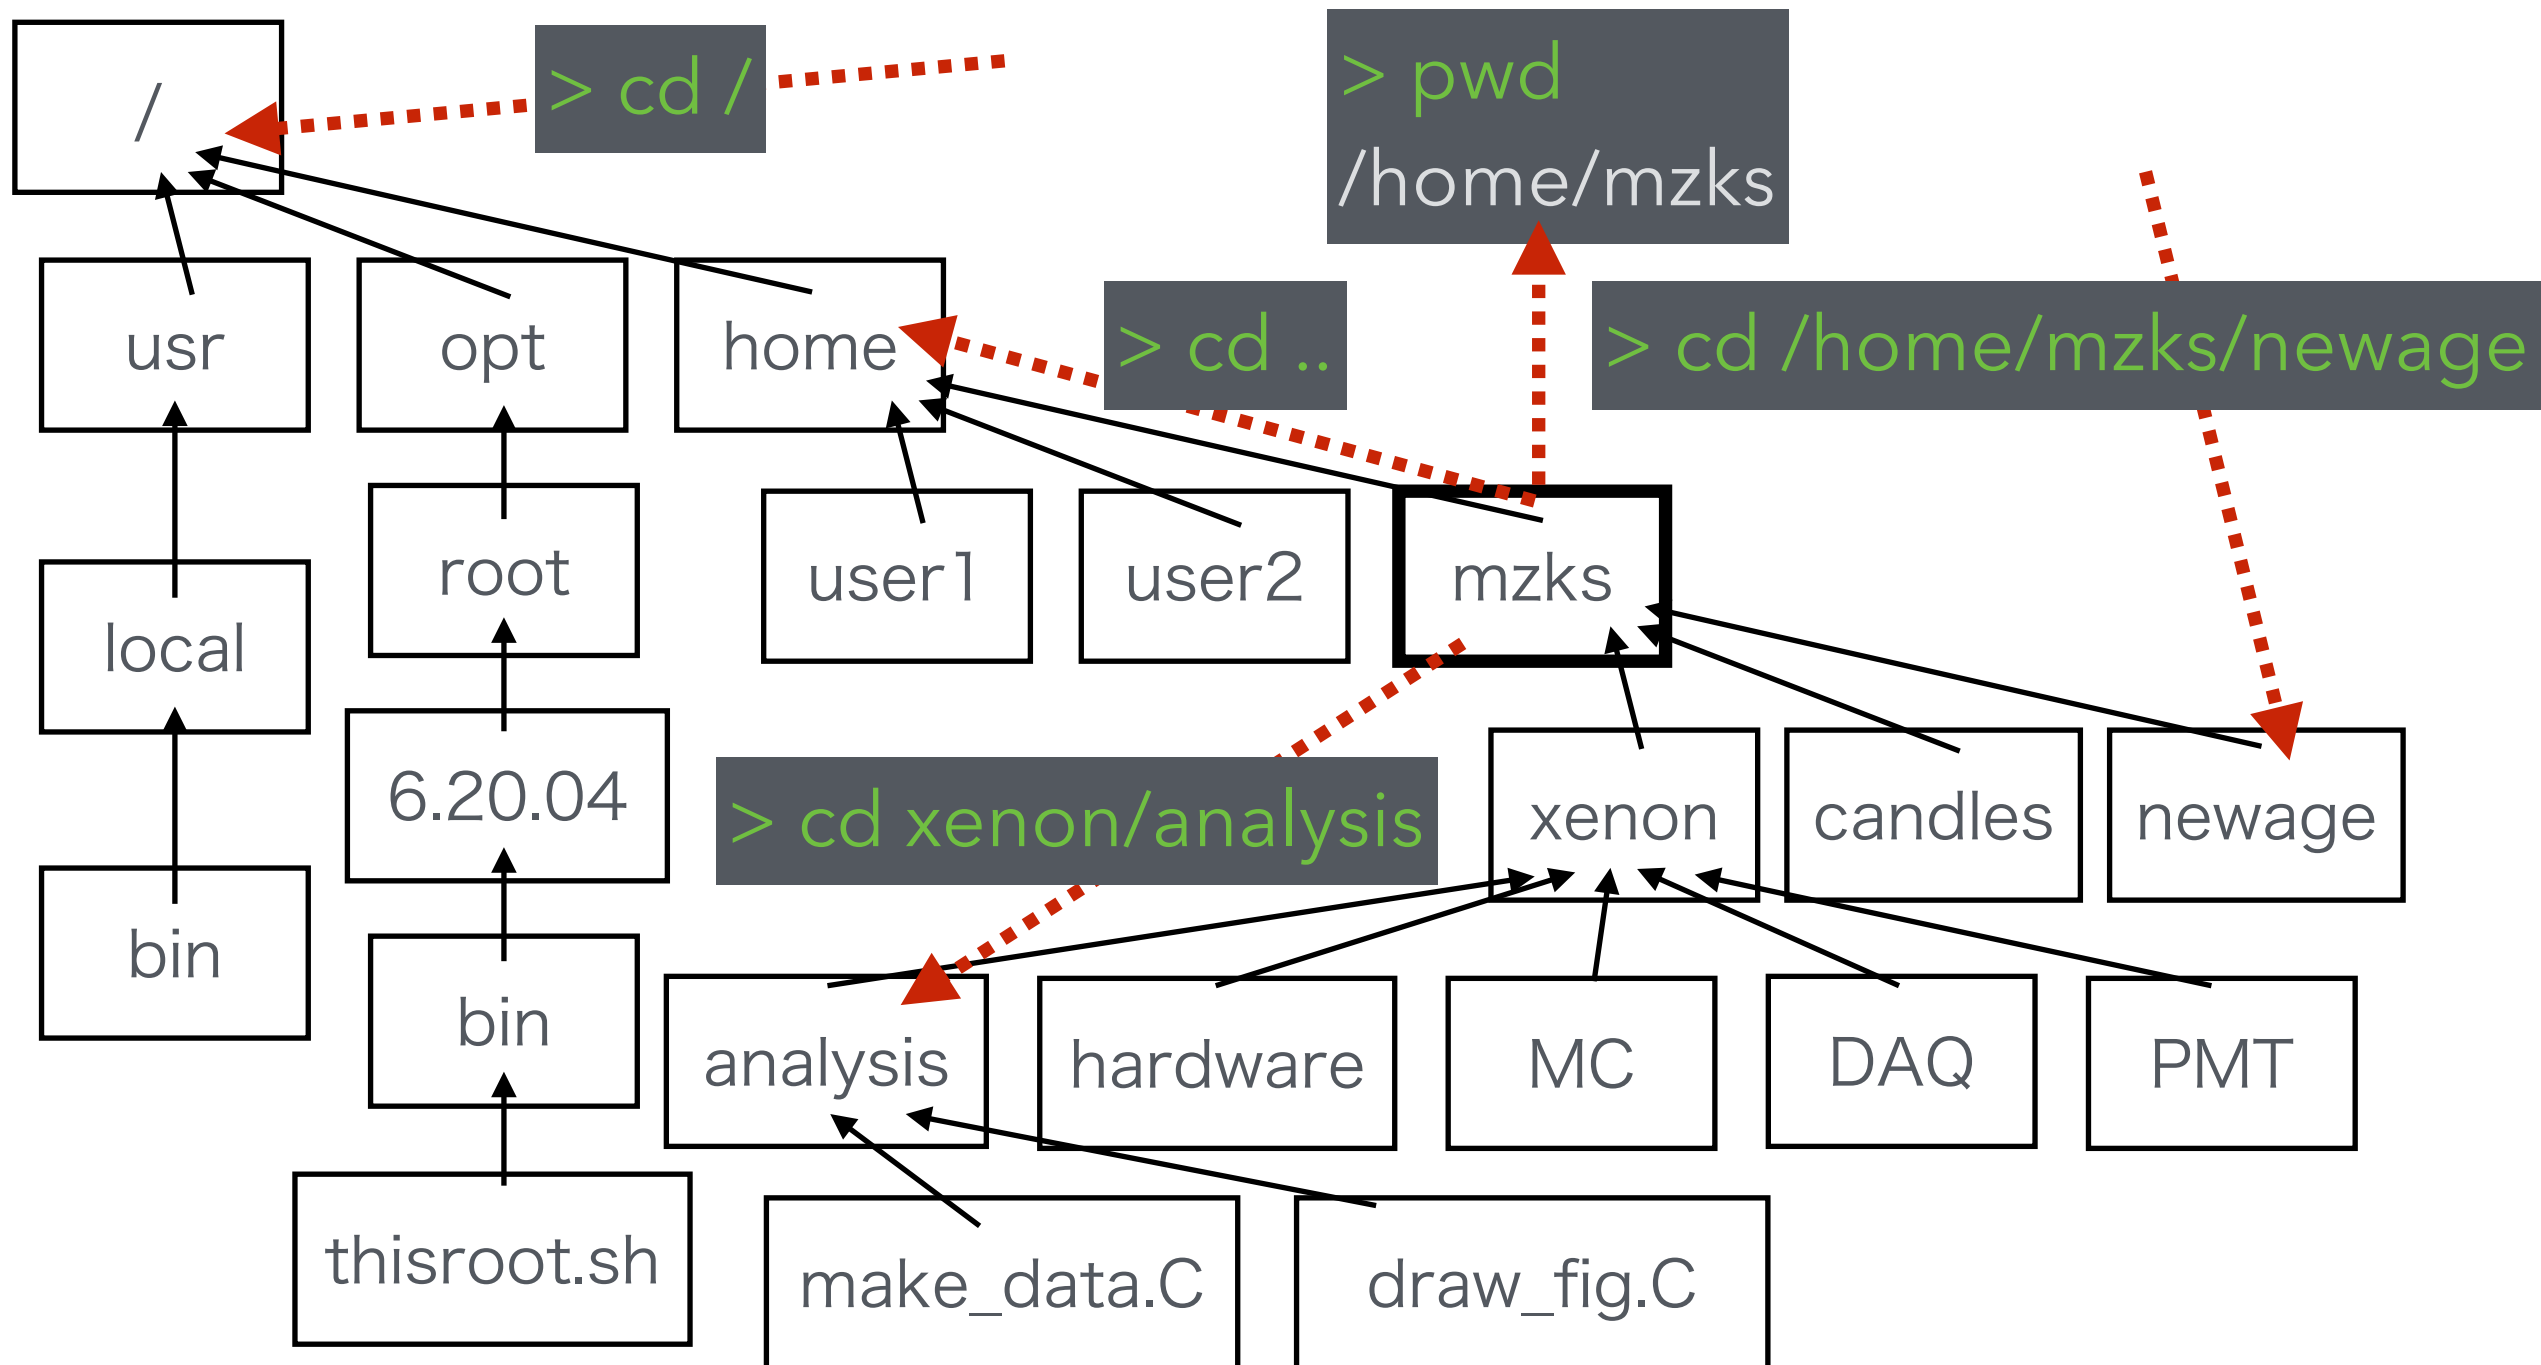 /
> cd /
> pwd
/home/mzks
usr
opt
home
> cd ..
> cd /home/mzks/newage
root
user1
user2
mzks
local
6.20.04
> cd xenon/analysis
xenon
candles
newage
bin
bin
analysis
hardware
MC
DAQ
PMT
thisroot.sh
make_data.C
draw_fig.C